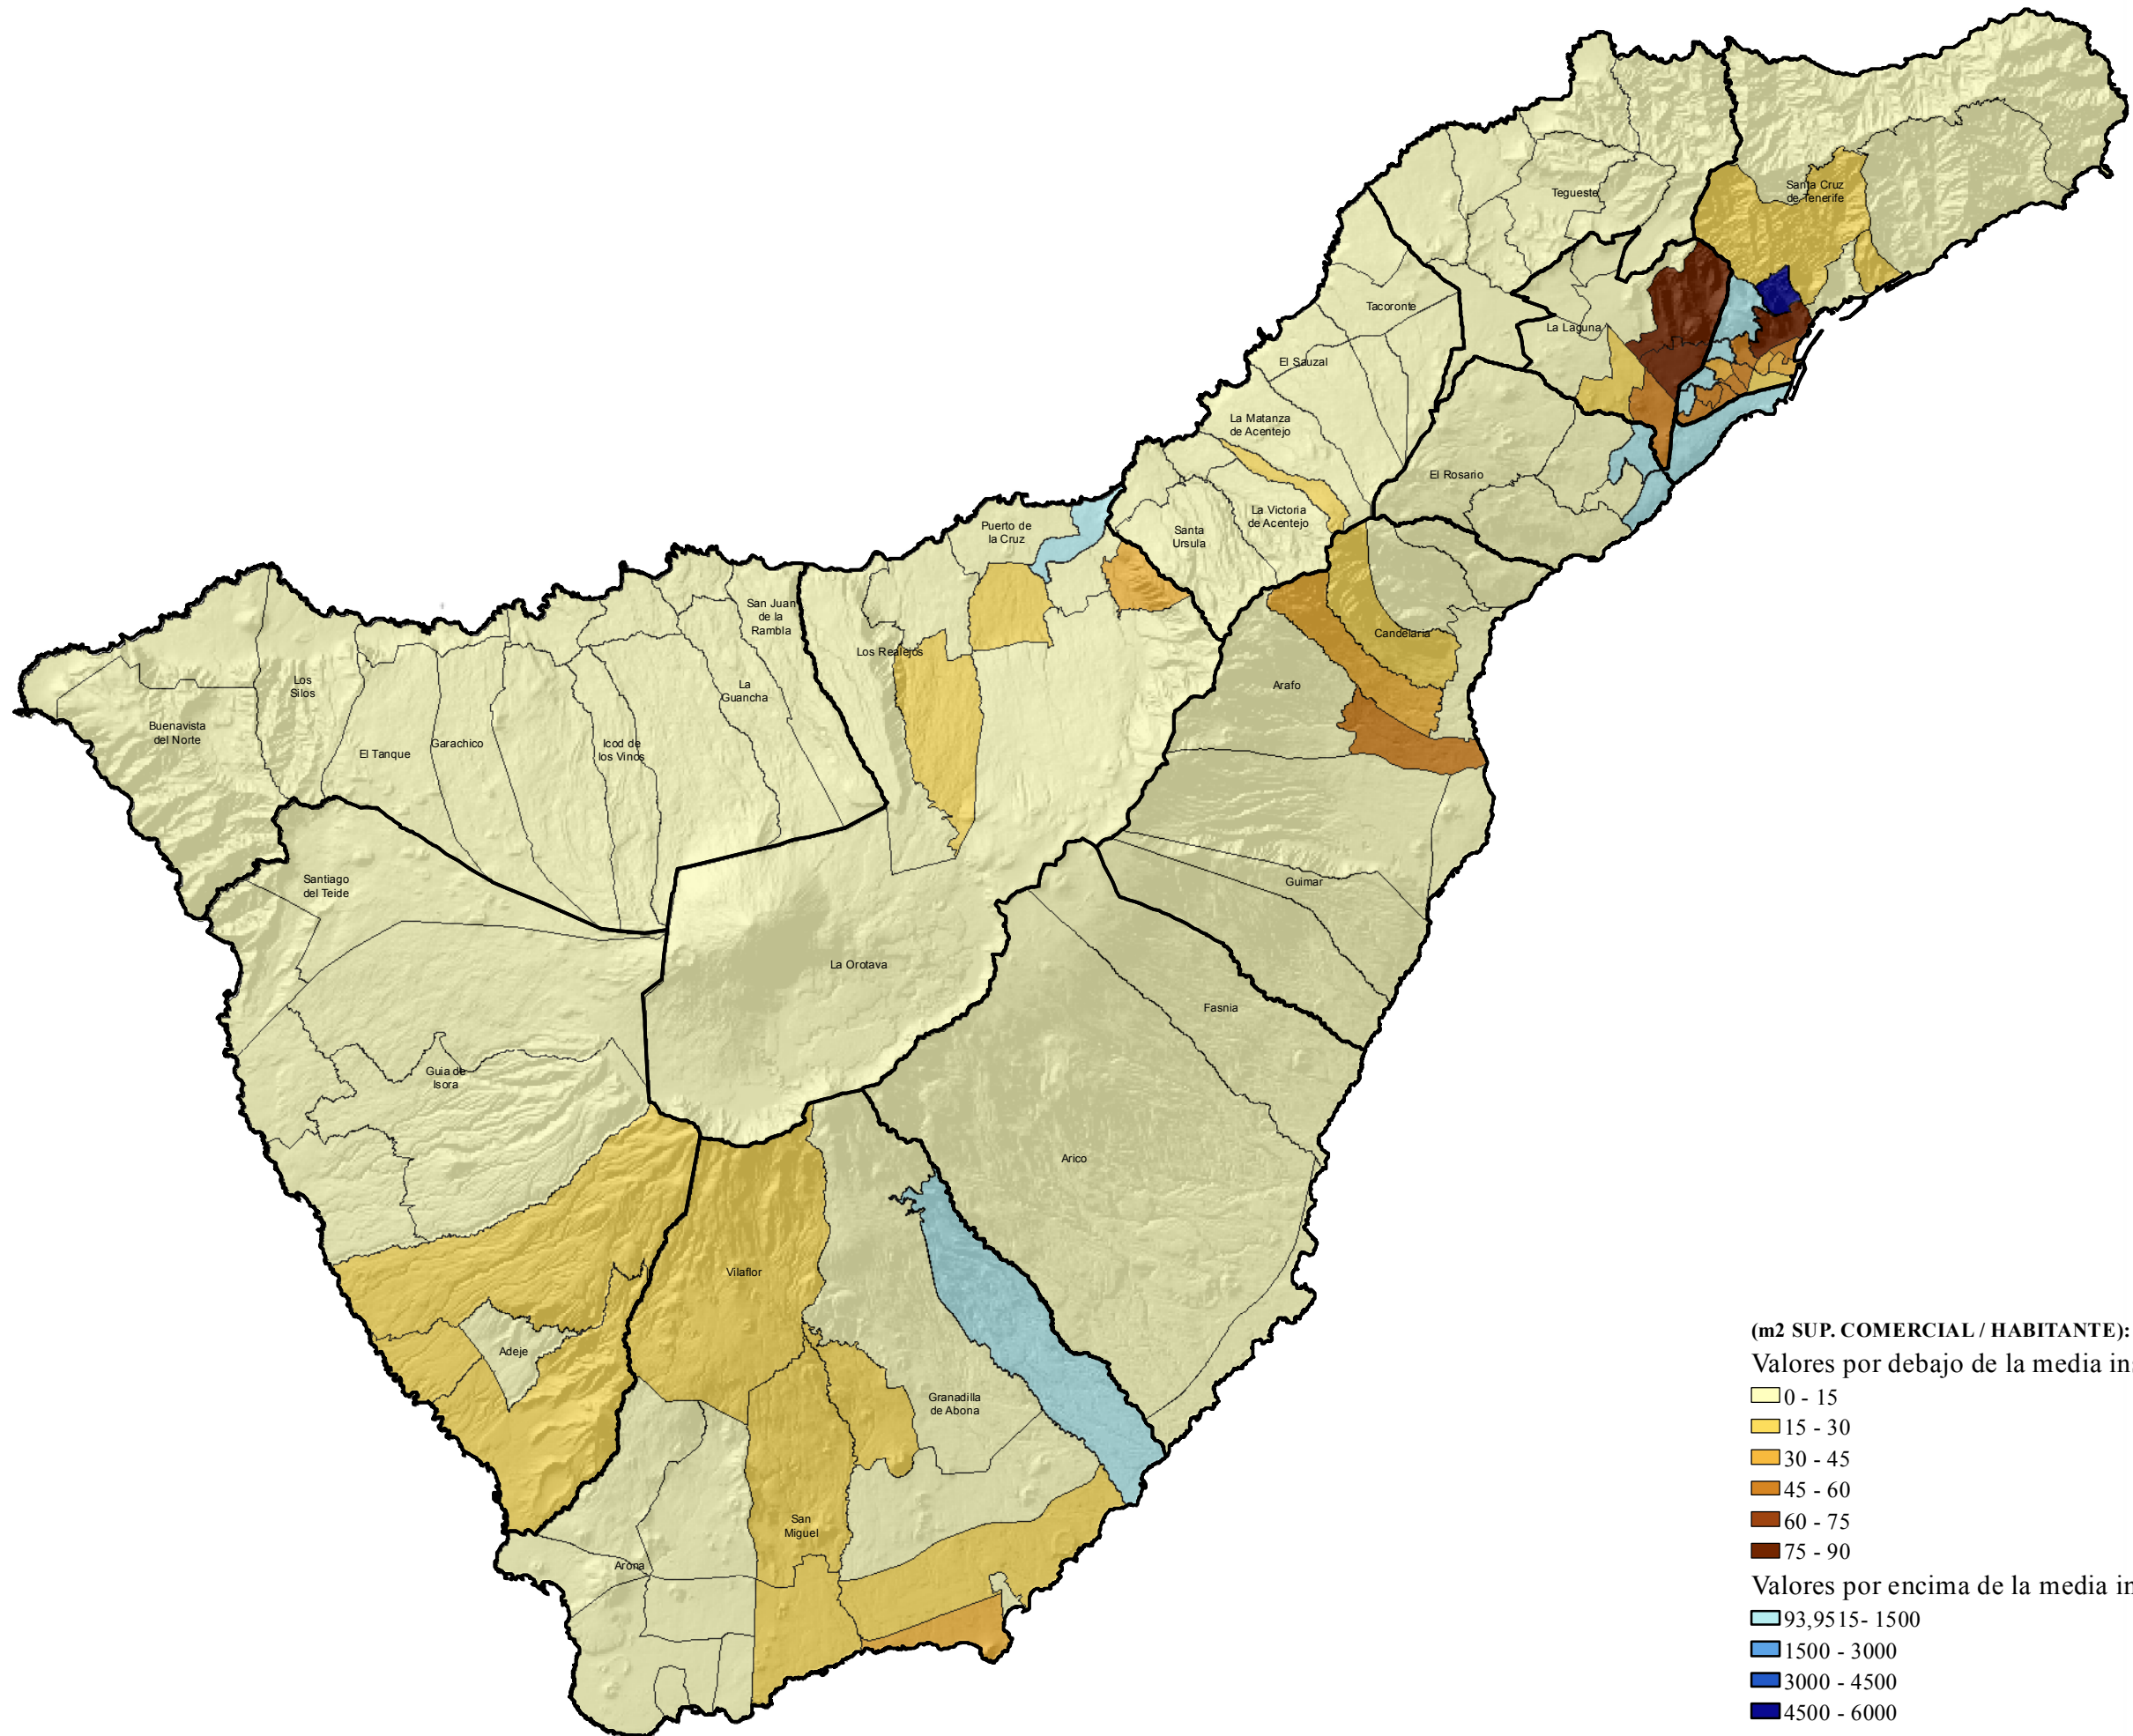 Santa Cruz
de Tenerife
Tegueste
Tacoronte
La Laguna
El Sauzal
La Matanza
de Acentejo
El Rosario
La Victoria
de Acentejo
Santa
Ursula
Puerto de
la Cruz
San Juan
de la
Rambla
Candelaria
Los Realejos
Arafo
Los
Silos
La
Guancha
Buenavista
del Norte
El Tanque
Garachico
Icod de
los Vinos
Guimar
Santiago
del Teide
La Orotava
Fasnia
Guia de
Isora
Arico
Vilaflor
Adeje
Granadilla
de Abona
San
Miguel
Arona
(m2 SUP. COMERCIAL / HABITANTE):
Valores por debajo de la media
0 - 15
15 - 30
30 - 45
45 - 60
60 - 75
75 - 90
Valores por encima de la media
93,9515- 1500
1500 - 3000
3000 - 4500
4500 - 6000